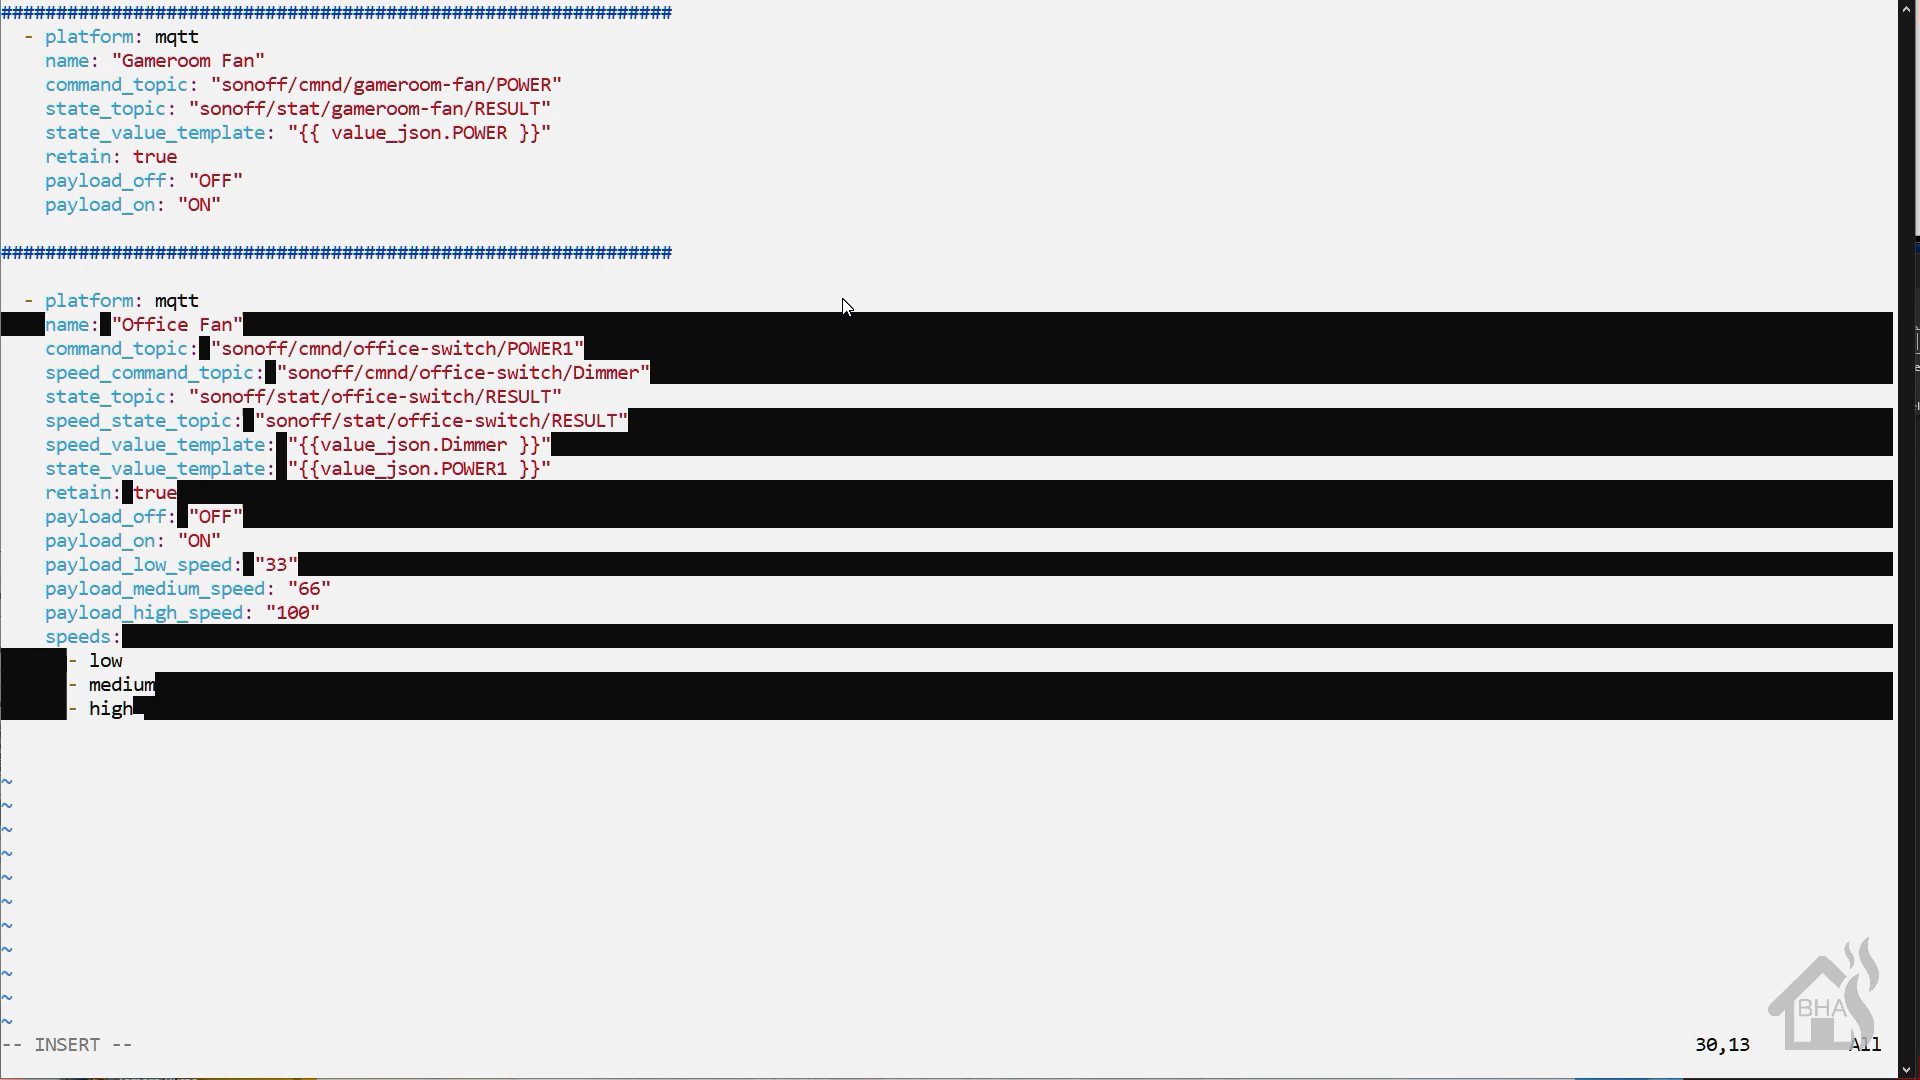 #############################################################
  - platform: mqtt
    name: "Gameroom Fan"
    command_topic: "sonoff/cmnd/gameroom-fan/POWER"
    state_topic: "sonoff/stat/gameroom-fan/RESULT"
    state_value_template: "{{ value_json.POWER }}"
    retain: true
    payload_off: "OFF"
    payload_on: "ON"
#############################################################
  - platform: mqtt
    name: "Office Fan"
    command_topic: "sonoff/cmnd/office-switch/POWER1"
    speed_command_topic: "sonoff/cmnd/office-switch/Dimmer"
    state_topic: "sonoff/stat/office-switch/RESULT"
    speed_state_topic: "sonoff/stat/office-switch/RESULT"
    speed_value_template: "{{value_json.Dimmer }}"
    state_value_template: "{{value_json.POWER1 }}"
    retain: true
    payload_off: "OFF"
    payload_on: "ON"
    payload_low_speed: "33"
    payload_medium_speed: "66"
    payload_high_speed: "100"
    speeds:
      - low
      - medium
      - high
~
~
~
~
~
~
~
~
~
~
~
BHA
-- INSERT -- 30,13 All